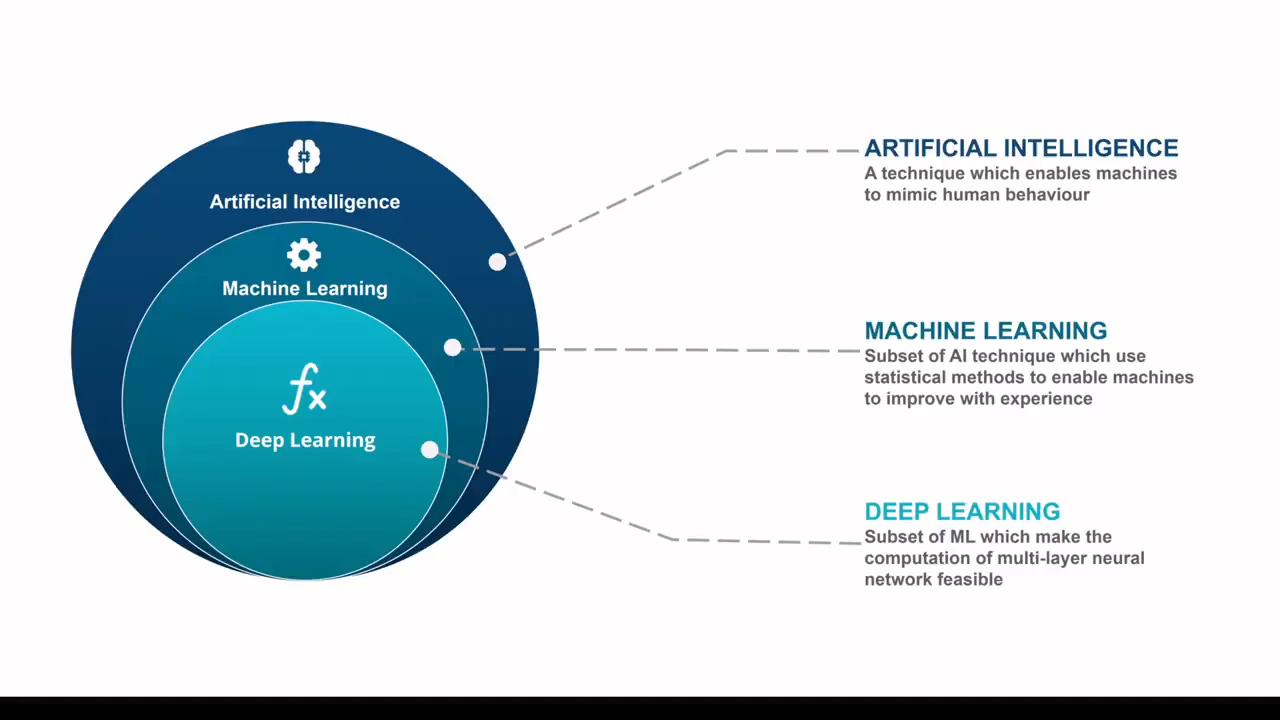 Artificial Intelligence
Machine Learning
fx
Deep Learning
ARTIFICIAL INTELLIGENCE
A technique which enables machines
to mimic human behaviour
MACHINE LEARNING
Subset of AI technique which use
statistical methods to enable machines
to improve with experience
DEEP LEARNING
Subset of ML which make the
computation of multi-layer neural
network feasible